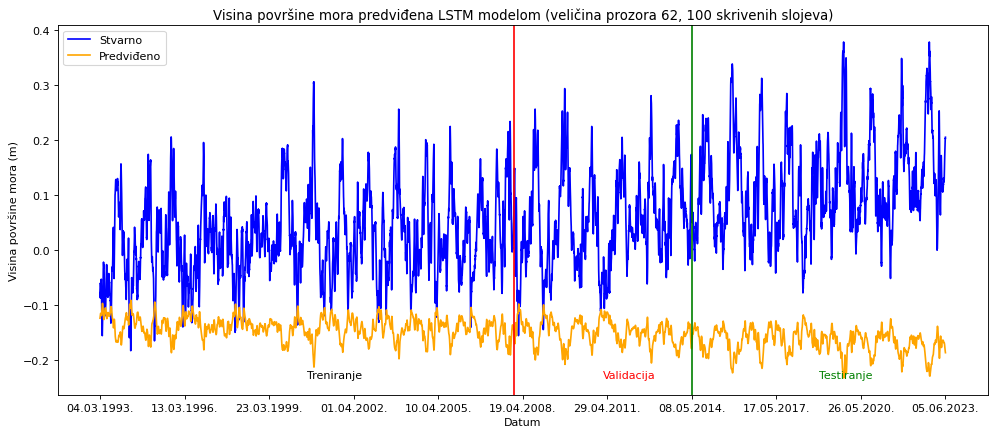 Visina površine mora predviđena LSTM modelom (veličina prozora 62, 100 skrivenih slojeva)
Stvarno
Predviđeno
Visina površine mora (m)
0.4
0.3
0.2
0.1
0.0
−0.1
−0.2
Treniranje
Validacija
Testiranje
04.03.1993.
13.03.1996.
23.03.1999.
01.04.2002.
10.04.2005.
19.04.2008.
29.04.2011.
08.05.2014.
17.05.2017.
26.05.2020.
05.06.2023.
Datum